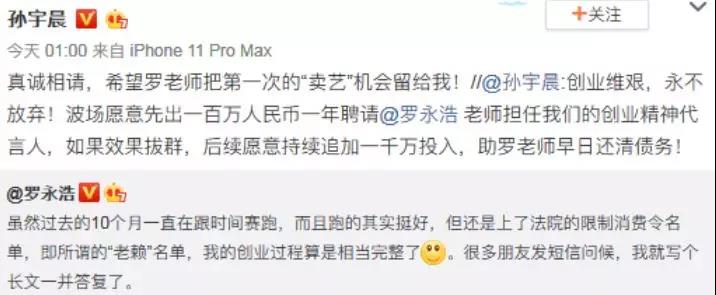 孙宇晨
+关注
今天 01:00 来自 iPhone 11 Pro Max
真诚相请，希望罗老师把第一次的“卖艺”机会留给我！//@孙宇晨:创业维艰，永不
放弃！波场愿意先出一百万人民币一年聘请@罗永浩 老师担任我们的创业精神代
言人，如果效果拔群，后续愿意持续追加一千万投入，助罗老师早日还清债务！
@罗永浩
虽然过去的10个月一直在跟时间赛跑，而且跑的其实挺好，但还是上了法院的限制消费令名
单，即所谓的“老赖”名单，我的创业过程算是相当完整了。很多朋友发短信问候，我就写个
长文一并答复了。